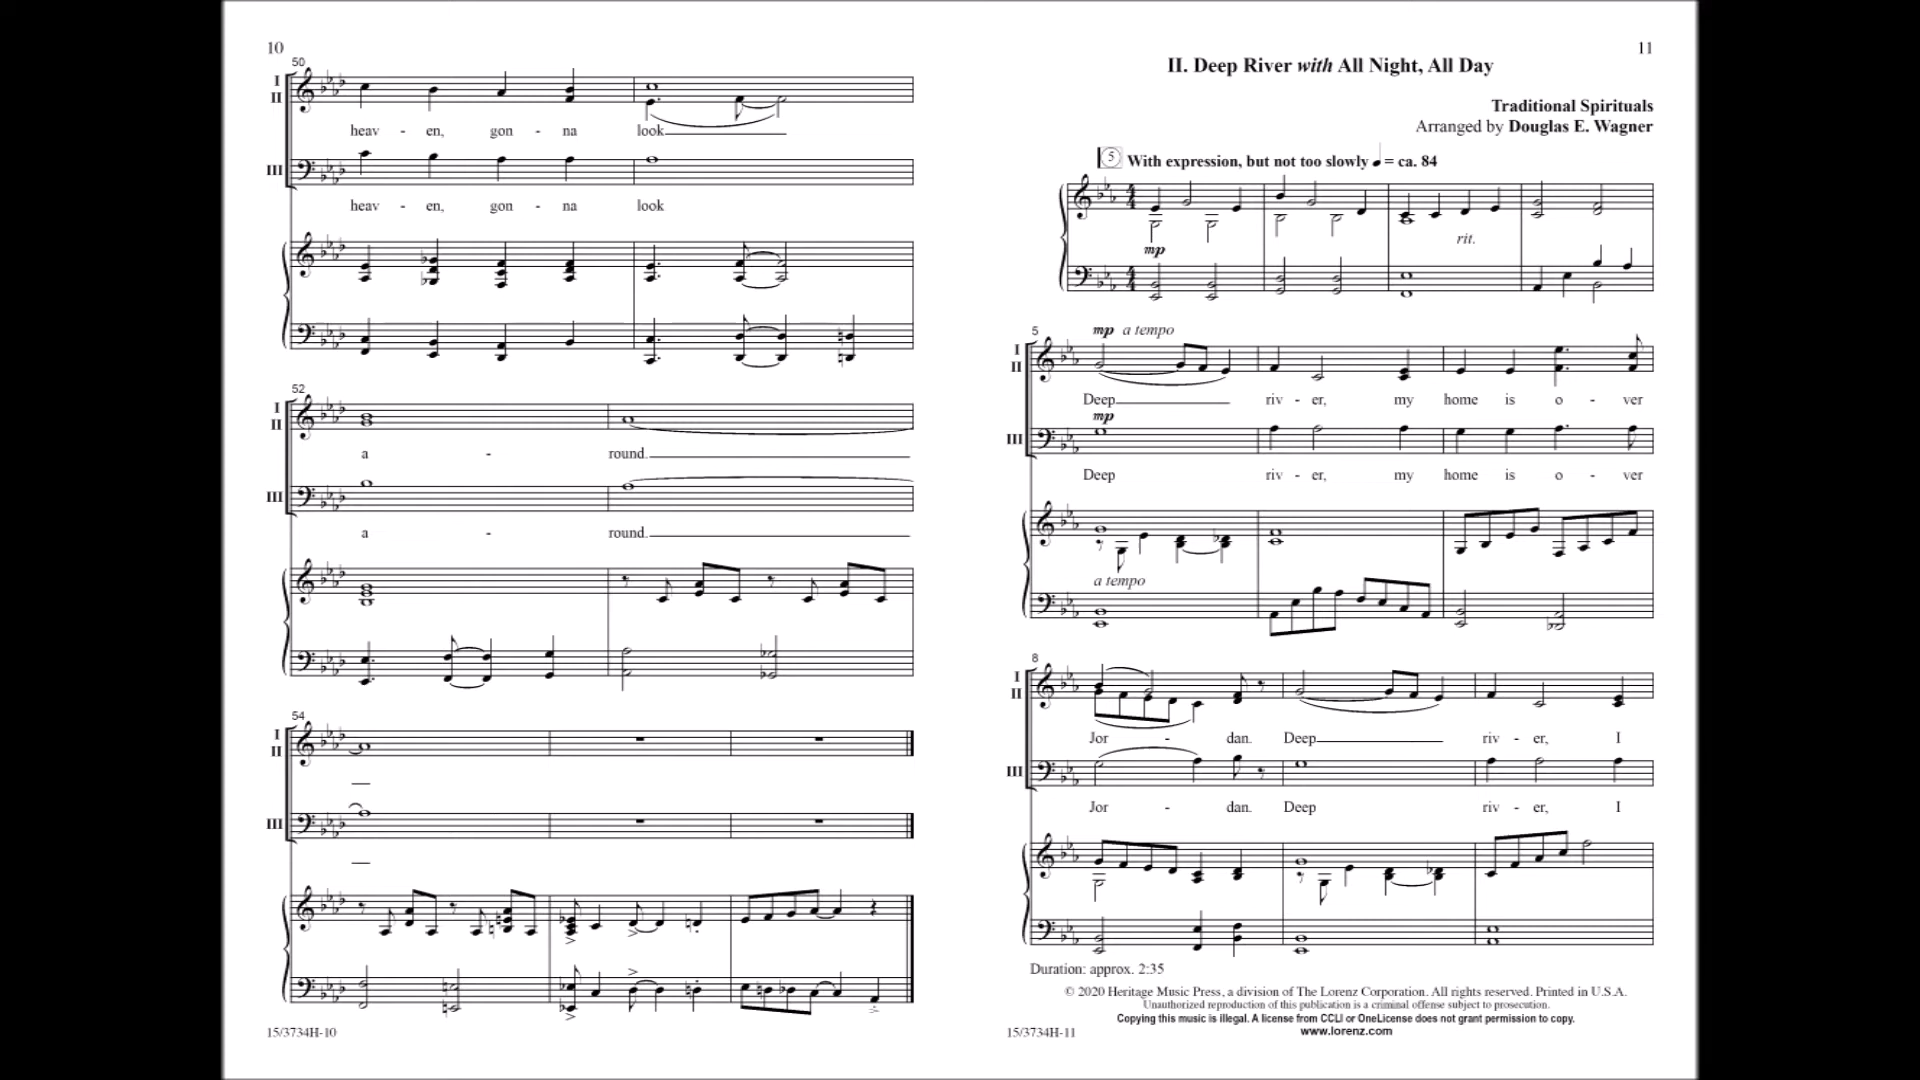 10
50
I
II
heav - en, gon - na look
III
heav - en, gon - na look
52
I
II
a - round.
III
a - round.
54
I
II
III
15/3734H-10
11
II. Deep River with All Night, All Day
Traditional Spirituals
Arranged by Douglas E. Wagner
5 With expression, but not too slowly = ca. 84
mp
rit.
5
mp a tempo
I
II
Deep riv - er, my home is o - ver
mp
III
Deep riv - er, my home is o - ver
a tempo
8
I
II
Jor - dan. Deep riv - er, I
III
Jor - dan. Deep riv - er, I
Duration: approx. 2:35
© 2020 Heritage Music Press, a division of The Lorenz Corporation. All rights reserved. Printed in U.S.A.
Unauthorized reproduction of this publication is a criminal offense subject to prosecution.
Copying this music is illegal. A license from CCLI or OneLicense does not grant permission to copy.
www.lorenz.com
15/3734H-11